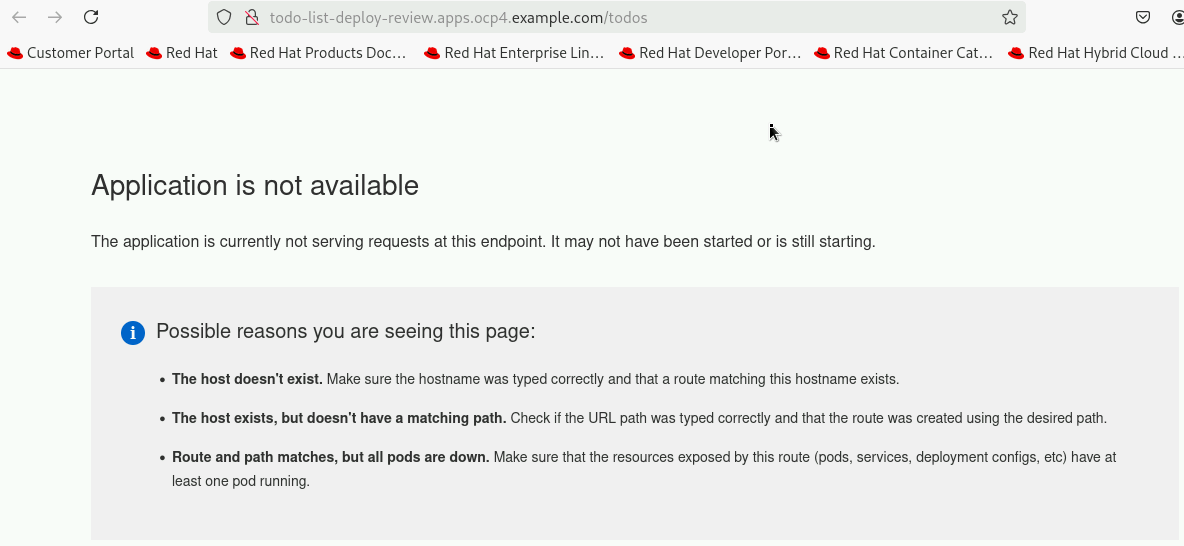 todo-list-deploy-review.apps.ocp4.example.com/todos
Customer Portal Red Hat Red Hat Products Doc… Red Hat Enterprise Lin… Red Hat Developer Por… Red Hat Container Cat… Red Hat Hybrid Cloud …
Application is not available
The application is currently not serving requests at this endpoint. It may not have been started or is still starting.
i Possible reasons you are seeing this page:
• The host doesn't exist. Make sure the hostname was typed correctly and that a route matching this hostname exists.
• The host exists, but doesn't have a matching path. Check if the URL path was typed correctly and that the route was created using the desired path.
• Route and path matches, but all pods are down. Make sure that the resources exposed by this route (pods, services, deployment configs, etc) have at
least one pod running.